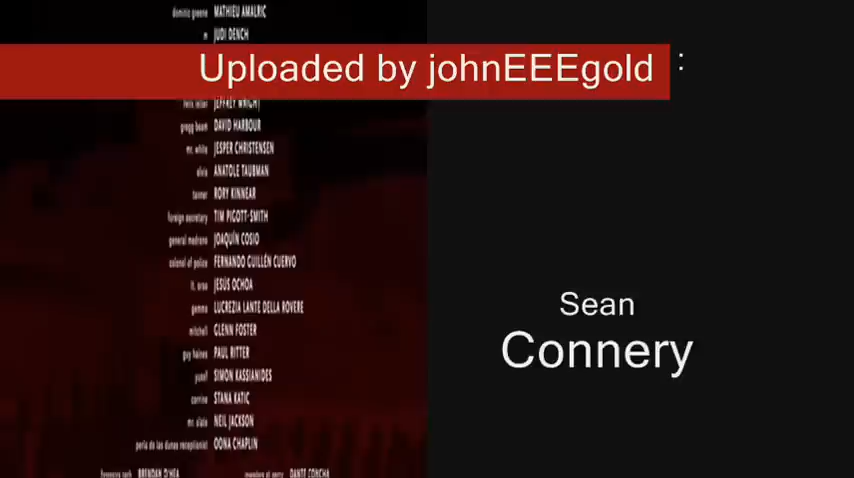 dominic greene MATHIEU AMALRIC
m JUDI DENCH
Uploaded by johnEEEgold :
felix leiter JEFFREY WRIGHT
gregg beam DAVID HARBOUR
mr. white JESPER CHRISTENSEN
elvis ANATOLE TAUBMAN
tanner RORY KINNEAR
foreign secretary TIM PIGOTT-SMITH
general medrano JOAQUÍN COSIO
colonel of police FERNANDO GUILLÉN CUERVO
lt. orso JESÚS OCHOA
gemma LUCREZIA LANTE DELLA ROVERE
mitchell GLENN FOSTER
guy haines PAUL RITTER
yusef SIMON KASSIANIDES
corrine STANA KATIC
mr. slate NEIL JACKSON
perla de las dunas receptionist OONA CHAPLIN
BRENDAN O'HEA DANTE CONCHA
Sean
Connery